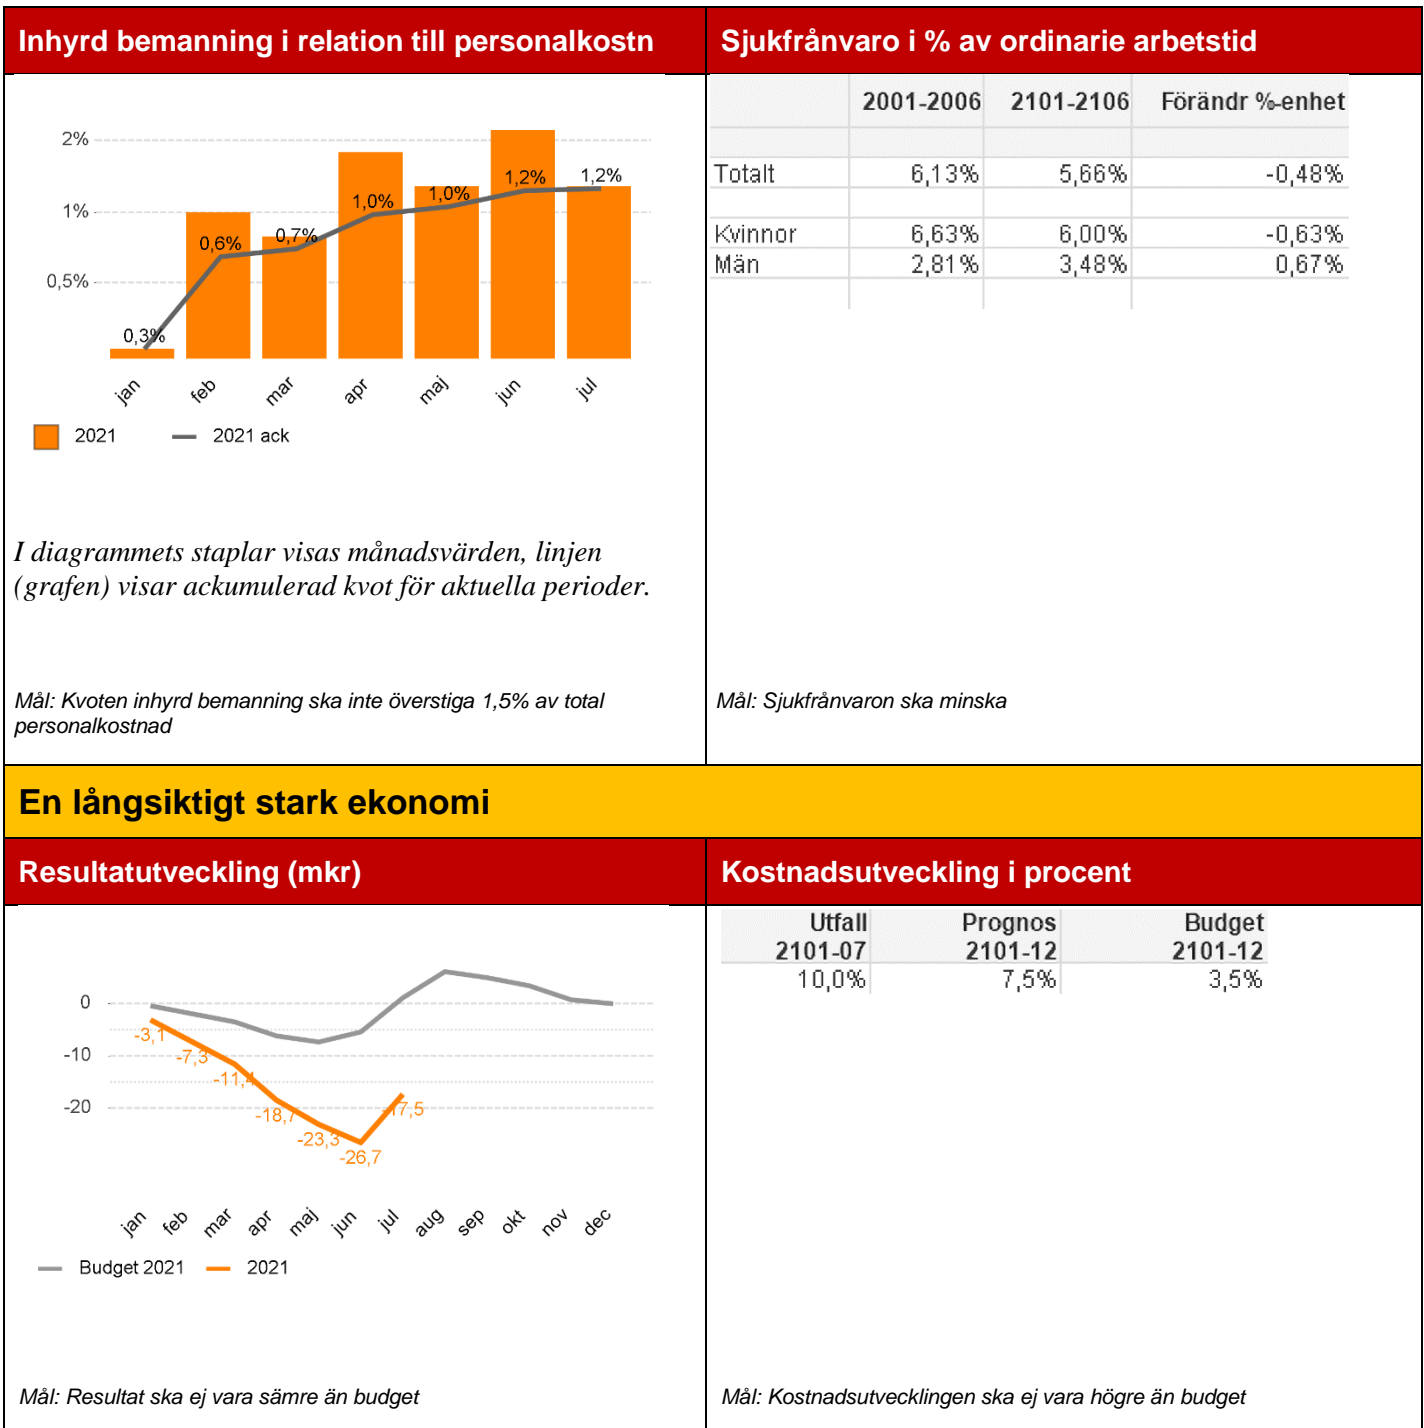 Inhyrd bemanning i relation till personalkostn
2%
1%
0,5%
0,3%
0,6%
0,7%
1,0%
1,0%
1,2%
1,2%
jan
feb
mar
apr
maj
jun
jul
2021
2021 ack
I diagrammets staplar visas månadsvärden, linjen
(grafen) visar ackumulerad kvot för aktuella perioder.
Mål: Kvoten inhyrd bemanning ska inte överstiga 1,5% av total
personalkostnad
Sjukfrånvaro i % av ordinarie arbetstid
2001-2006 2101-2106 Förändr %-enhet
Totalt 6,13% 5,66% -0,48%
Kvinnor 6,63% 6,00% -0,63%
Män 2,81% 3,48% 0,67%
Mål: Sjukfrånvaron ska minska
En långsiktigt stark ekonomi
Resultatutveckling (mkr)
0
-10
-20
-3,1
-7,3
-11,4
-18,7
-23,3
-26,7
-17,5
jan
feb
mar
apr
maj
jun
jul
aug
sep
okt
nov
dec
Budget 2021
2021
Mål: Resultat ska ej vara sämre än budget
Kostnadsutveckling i procent
Utfall Prognos Budget
2101-07 2101-12 2101-12
10,0% 7,5% 3,5%
Mål: Kostnadsutvecklingen ska ej vara högre än budget